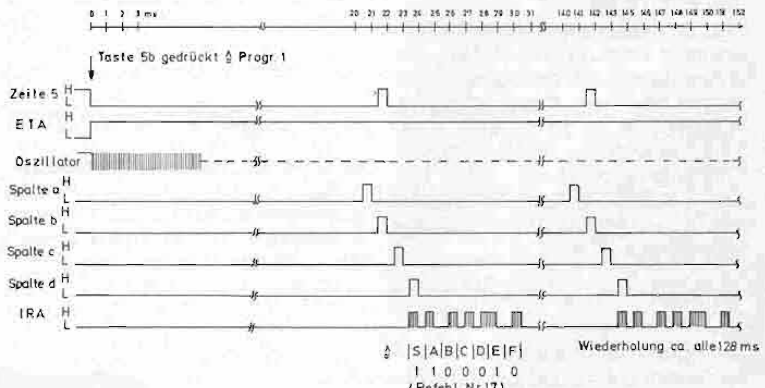 0 1 2 3 ms 20 21 22 23 24 25 26 27 28 29 30 31 140 141 142 143 144 145 146 147 148 149 150 151 152
Taste 5b gedrückt ≙ Progr. 1
Zeile 5 H
L
ETA H
L
Oszillator
Spalte a H
L
Spalte b H
L
Spalte c H
L
Spalte d H
L
IRA H
L
≙ |S|A|B|C|D|E|F|
1 1 0 0 0 1 0
(Befehl Nr. 17)
Wiederholung ca. alle 128 ms